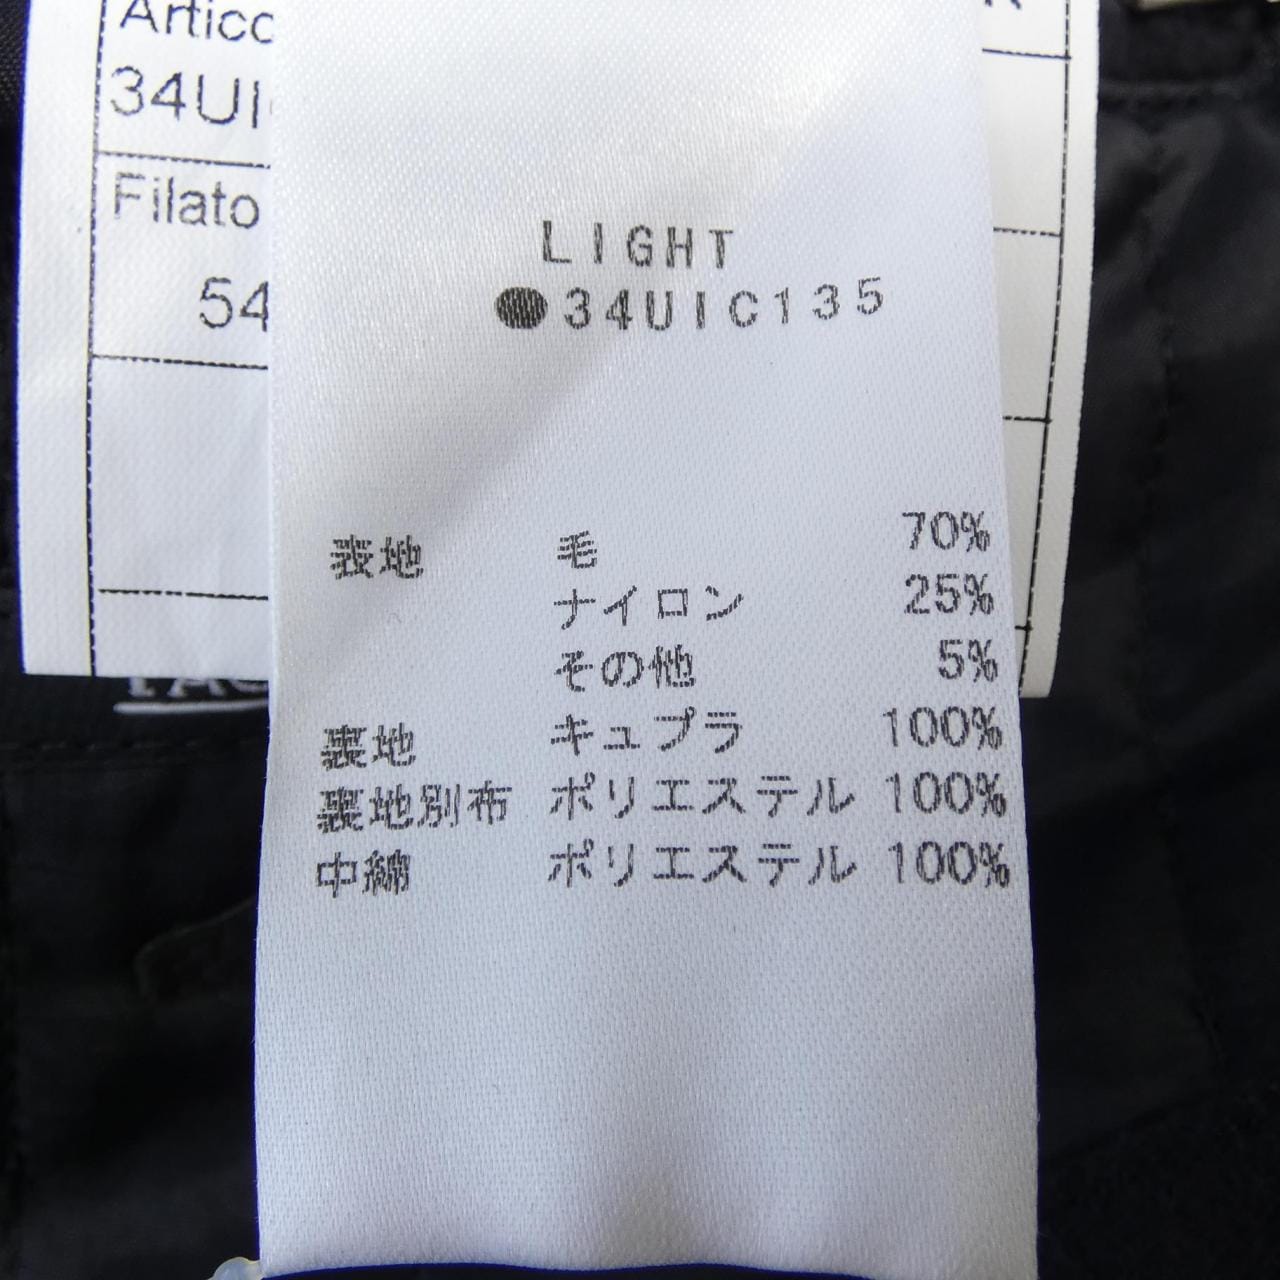 34UI
Filato
54
LIGHT
●34UIC135
表地 毛 70%
ナイロン 25%
その他 5%
裏地 キュプラ 100%
裏地別布 ポリエステル 100%
中綿 ポリエステル 100%